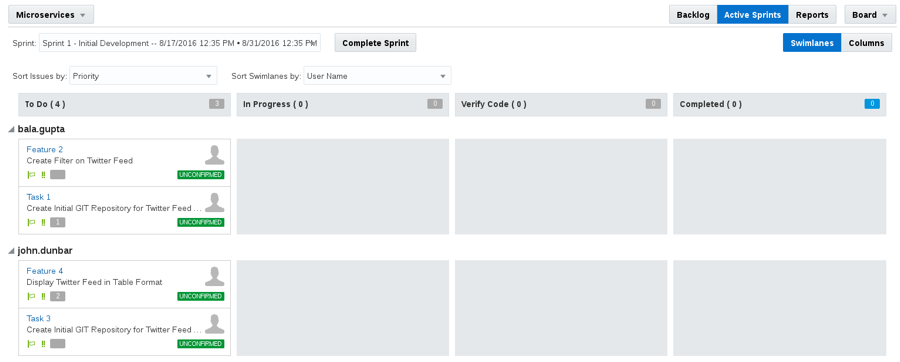 Microservices
Backlog Active Sprints Reports Board
Sprint: Sprint 1 - Initial Development -- 8/17/2016 12:35 PM • 8/31/2016 12:35 PM Complete Sprint Swimlanes Columns
Sort Issues by: Priority Sort Swimlanes by: User Name
To Do ( 4 ) 3 In Progress ( 0 ) 0 Verify Code ( 0 ) 0 Completed ( 0 ) 0
bala.gupta
Feature 2
Create Filter on Twitter Feed
UNCONFIRMED
Task 1
Create Initial GIT Repository for Twitter Feed ...
1 UNCONFIRMED
john.dunbar
Feature 4
Display Twitter Feed in Table Format
2 UNCONFIRMED
Task 3
Create Initial GIT Repository for Twitter Feed ...
UNCONFIRMED